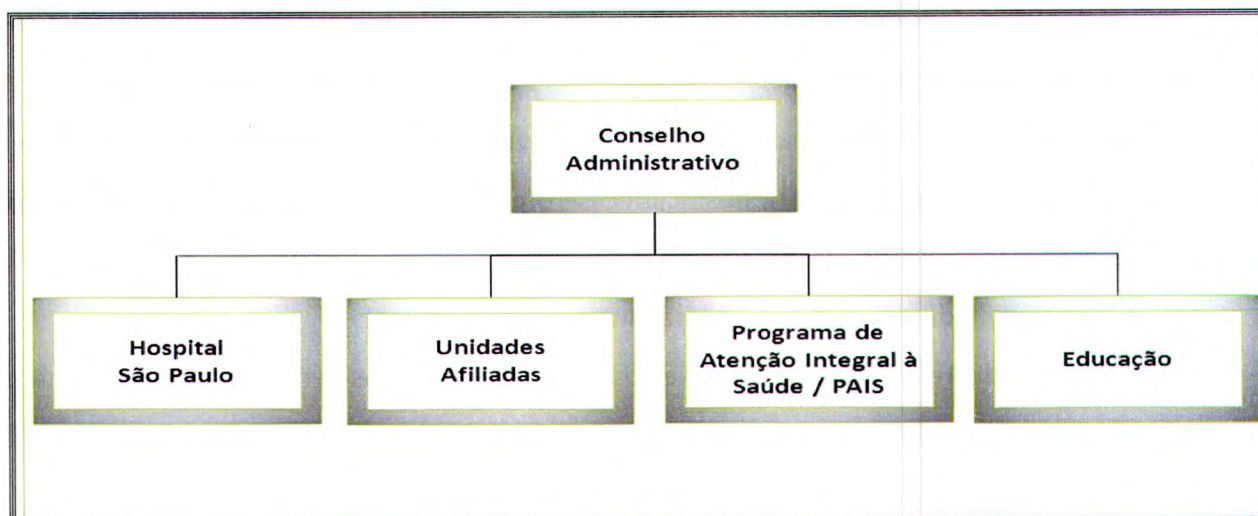 Conselho
Administrativo
Hospital
São Paulo
Unidades
Afiliadas
Programa de
Atenção Integral à
Saúde / PAIS
Educação